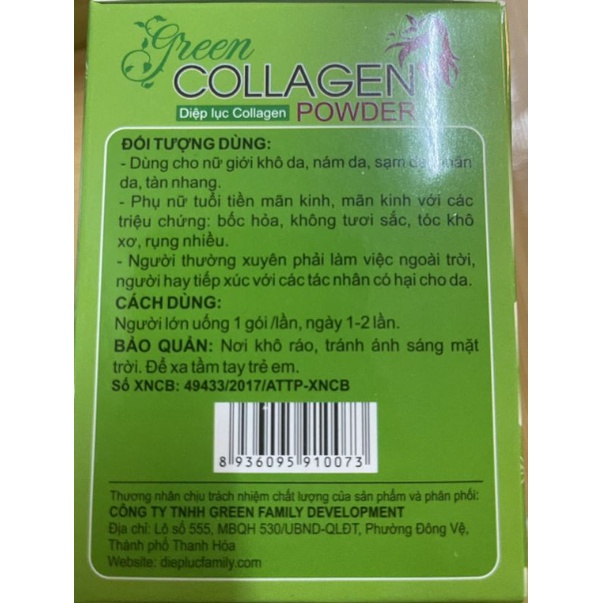 Green
COLLAGEN
Diệp lục Collagen POWDER
ĐỐI TƯỢNG DÙNG:
- Dùng cho nữ giới khô da, nám da, sạm
da, tàn nhang.
- Phụ nữ tuổi tiền mãn kinh, mãn kinh với các
triệu chứng: bốc hỏa, không tươi sắc, tóc khô
xơ, rụng nhiều.
- Người thường xuyên phải làm việc ngoài trời,
người hay tiếp xúc với các tác nhân có hại cho da.
CÁCH DÙNG:
Người lớn uống 1 gói /lần, ngày 1-2 lần.
BẢO QUẢN: Nơi khô ráo, tránh ánh sáng mặt
trời. Để xa tầm tay trẻ em.
Số XNCB: 49433/2017/ATTP-XNCB
8 936095 910073
Thương nhân chịu trách nhiệm chất lượng của sản phẩm và phân phối:
CÔNG TY TNHH GREEN FAMILY DEVELOPMENT
Địa chỉ: Lô số 555, MBQH 530/UBND-QLĐT, Phường Đông Vệ,
Thành phố Thanh Hóa
Website: dieplucfamily.com